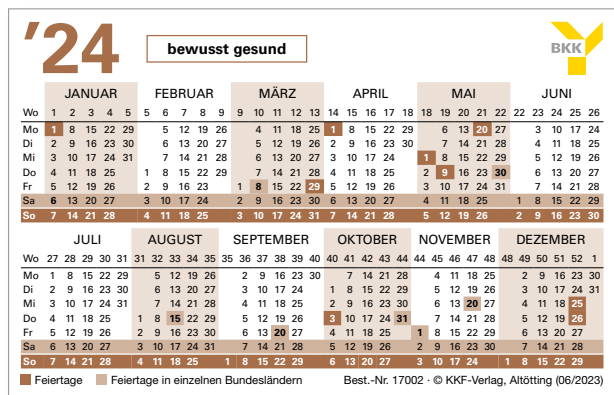 ’24
bewusst gesund
BKK
JANUAR FEBRUAR MÄRZ APRIL MAI JUNI
Wo 1 2 3 4 5 5 6 7 8 9 9 10 11 12 13 14 15 16 17 18 18 19 20 21 22 22 23 24 25 26
Mo 1 8 15 22 29 5 12 19 26 4 11 18 25 1 8 15 22 29 6 13 20 27 3 10 17 24
Di 2 9 16 23 30 6 13 20 27 5 12 19 26 2 9 16 23 30 7 14 21 28 4 11 18 25
Mi 3 10 17 24 31 7 14 21 28 6 13 20 27 3 10 17 24 1 8 15 22 29 5 12 19 26
Do 4 11 18 25 1 8 15 22 29 7 14 21 28 4 11 18 25 2 9 16 23 30 6 13 20 27
Fr 5 12 19 26 2 9 16 23 1 8 15 22 29 5 12 19 26 3 10 17 24 31 7 14 21 28
Sa 6 13 20 27 3 10 17 24 2 9 16 23 30 6 13 20 27 4 11 18 25 1 8 15 22 29
So 7 14 21 28 4 11 18 25 3 10 17 24 31 7 14 21 28 5 12 19 26 2 9 16 23 30
JULI AUGUST SEPTEMBER OKTOBER NOVEMBER DEZEMBER
Wo 27 28 29 30 31 31 32 33 34 35 35 36 37 38 39 40 40 41 42 43 44 44 45 46 47 48 48 49 50 51 52 1
Mo 1 8 15 22 29 5 12 19 26 2 9 16 23 30 7 14 21 28 4 11 18 25 2 9 16 23 30
Di 2 9 16 23 30 6 13 20 27 3 10 17 24 1 8 15 22 29 5 12 19 26 3 10 17 24 31
Mi 3 10 17 24 31 7 14 21 28 4 11 18 25 2 9 16 23 30 6 13 20 27 4 11 18 25
Do 4 11 18 25 1 8 15 22 29 5 12 19 26 3 10 17 24 31 7 14 21 28 5 12 19 26
Fr 5 12 19 26 2 9 16 23 30 6 13 20 27 4 11 18 25 1 8 15 22 29 6 13 20 27
Sa 6 13 20 27 3 10 17 24 31 7 14 21 28 5 12 19 26 2 9 16 23 30 7 14 21 28
So 7 14 21 28 4 11 18 25 1 8 15 22 29 6 13 20 27 3 10 17 24 1 8 15 22 29
Feiertage Feiertage in einzelnen Bundesländern Best.-Nr. 17002 · © KKF-Verlag, Altötting (06/2023)